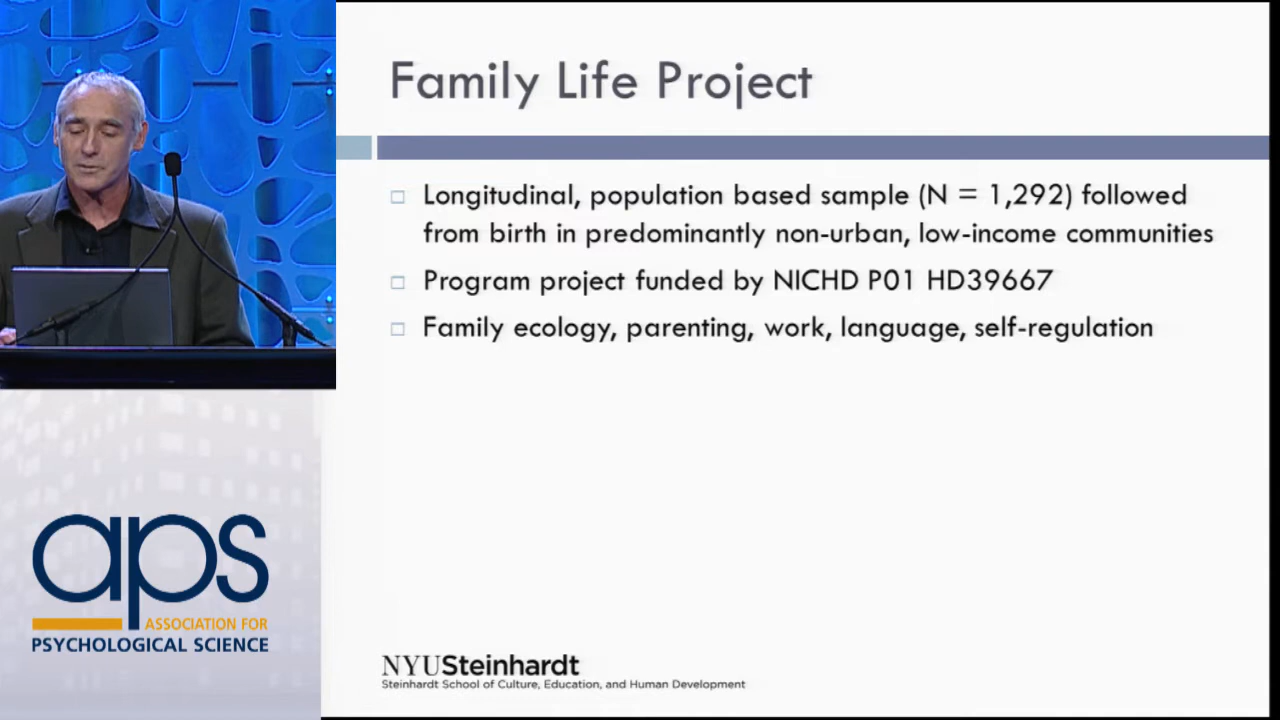 Family Life Project
Longitudinal, population based sample (N = 1,292) followed
from birth in predominantly non-urban, low-income communities
Program project funded by NICHD P01 HD39667
Family ecology, parenting, work, language, self-regulation
aps
ASSOCIATION FOR
PSYCHOLOGICAL SCIENCE
NYUSteinhardt
Steinhardt School of Culture, Education, and Human Development